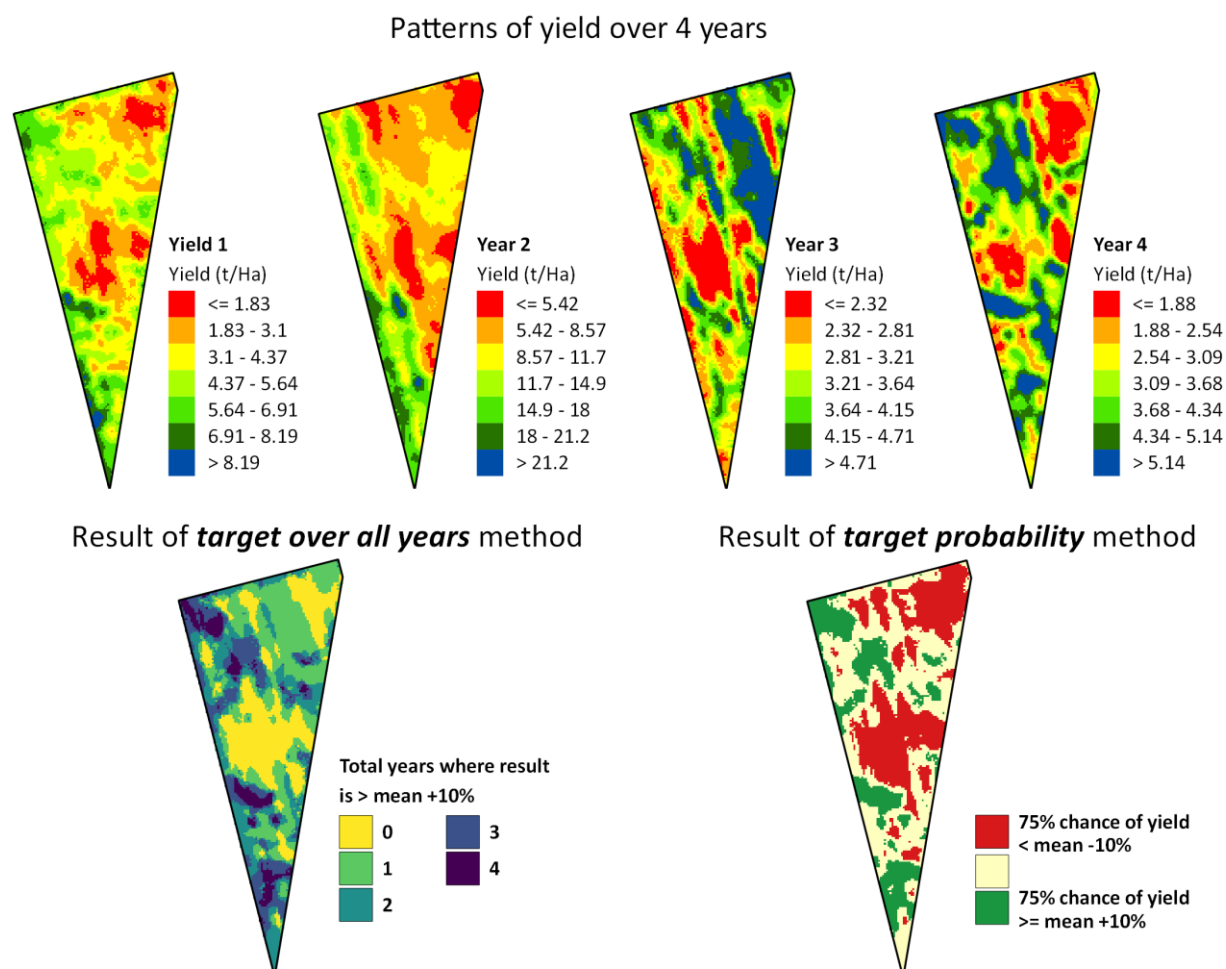 Patterns of yield over 4 years
Yield 1
Yield (t/Ha)
<= 1.83
1.83 - 3.1
3.1 - 4.37
4.37 - 5.64
5.64 - 6.91
6.91 - 8.19
> 8.19
Year 2
Yield (t/Ha)
<= 5.42
5.42 - 8.57
8.57 - 11.7
11.7 - 14.9
14.9 - 18
18 - 21.2
> 21.2
Year 3
Yield (t/Ha)
<= 2.32
2.32 - 2.81
2.81 - 3.21
3.21 - 3.64
3.64 - 4.15
4.15 - 4.71
> 4.71
Year 4
Yield (t/Ha)
<= 1.88
1.88 - 2.54
2.54 - 3.09
3.09 - 3.68
3.68 - 4.34
4.34 - 5.14
> 5.14
Result of target over all years method
Total years where result
is > mean +10%
0
1
2
3
4
Result of target probability method
75% chance of yield
< mean -10%
75% chance of yield
>= mean +10%